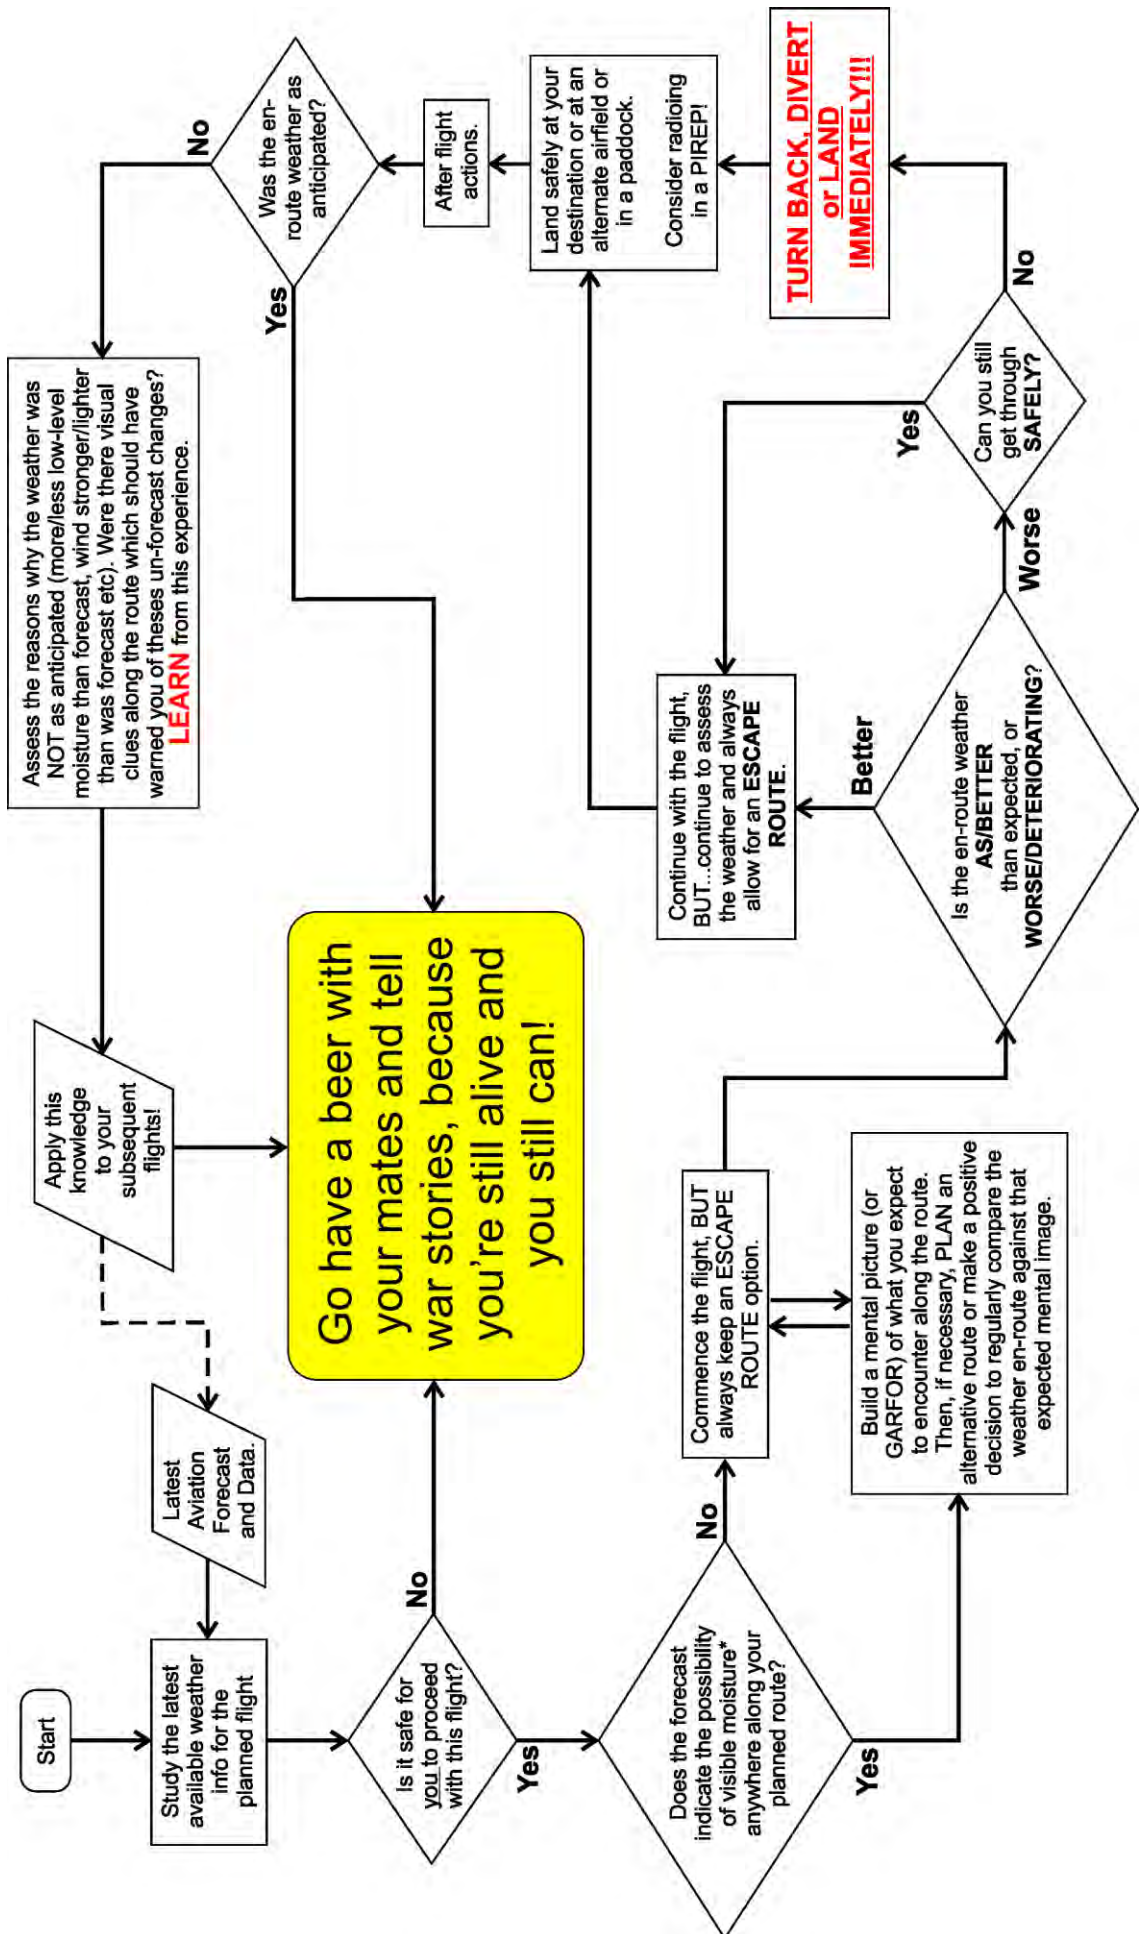 Start
Study the latest
available weather
info for the
planned flight
Latest
Aviation
Forecast
and Data.
Is it safe for
you to proceed
with this flight?
No
Yes
Does the forecast
indicate the possibility
of visible moisture*
anywhere along your
planned route?
No
Yes
Commence the flight, BUT
always keep an ESCAPE
ROUTE option.
Build a mental picture (or
GARFOR) of what you expect
to encounter along the route.
Then, if necessary, PLAN an
alternative route or make a positive
decision to regularly compare the
weather en-route against that
expected mental image.
Is the en-route weather
AS/BETTER
than expected, or
WORSE/DETERIORATING?
Better
Worse
Continue with the flight,
BUT...continue to assess
the weather and always
allow for an ESCAPE
ROUTE.
Can you still
get through
SAFELY?
Yes
No
TURN BACK, DIVERT
or LAND
IMMEDIATELY!!!
Land safely at your
destination or at an
alternate airfield or
in a paddock.
Consider radioing
in a PIREP!
After flight
actions.
Was the en-
route weather as
anticipated?
Yes
No
Assess the reasons why the weather was
NOT as anticipated (more/less low-level
moisture than forecast, wind stronger/lighter
than was forecast etc). Were there visual
clues along the route which should have
warned you of theses un-forecast changes?
LEARN from this experience.
Apply this
knowledge
to your
subsequent
flights!
Go have a beer with
your mates and tell
war stories, because
you're still alive and
you still can!